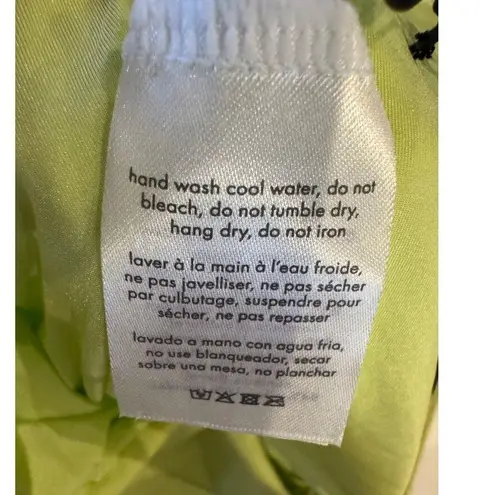 hand wash cool water, do not
bleach, do not tumble dry,
hang dry, do not iron
laver à la main à l'eau froide,
ne pas javelliser, ne pas sécher
par culbutage, suspendre pour
sécher, ne pas repasser
lavado a mano con agua fria,
no use blanqueador, secar
sobre una mesa, no planchar